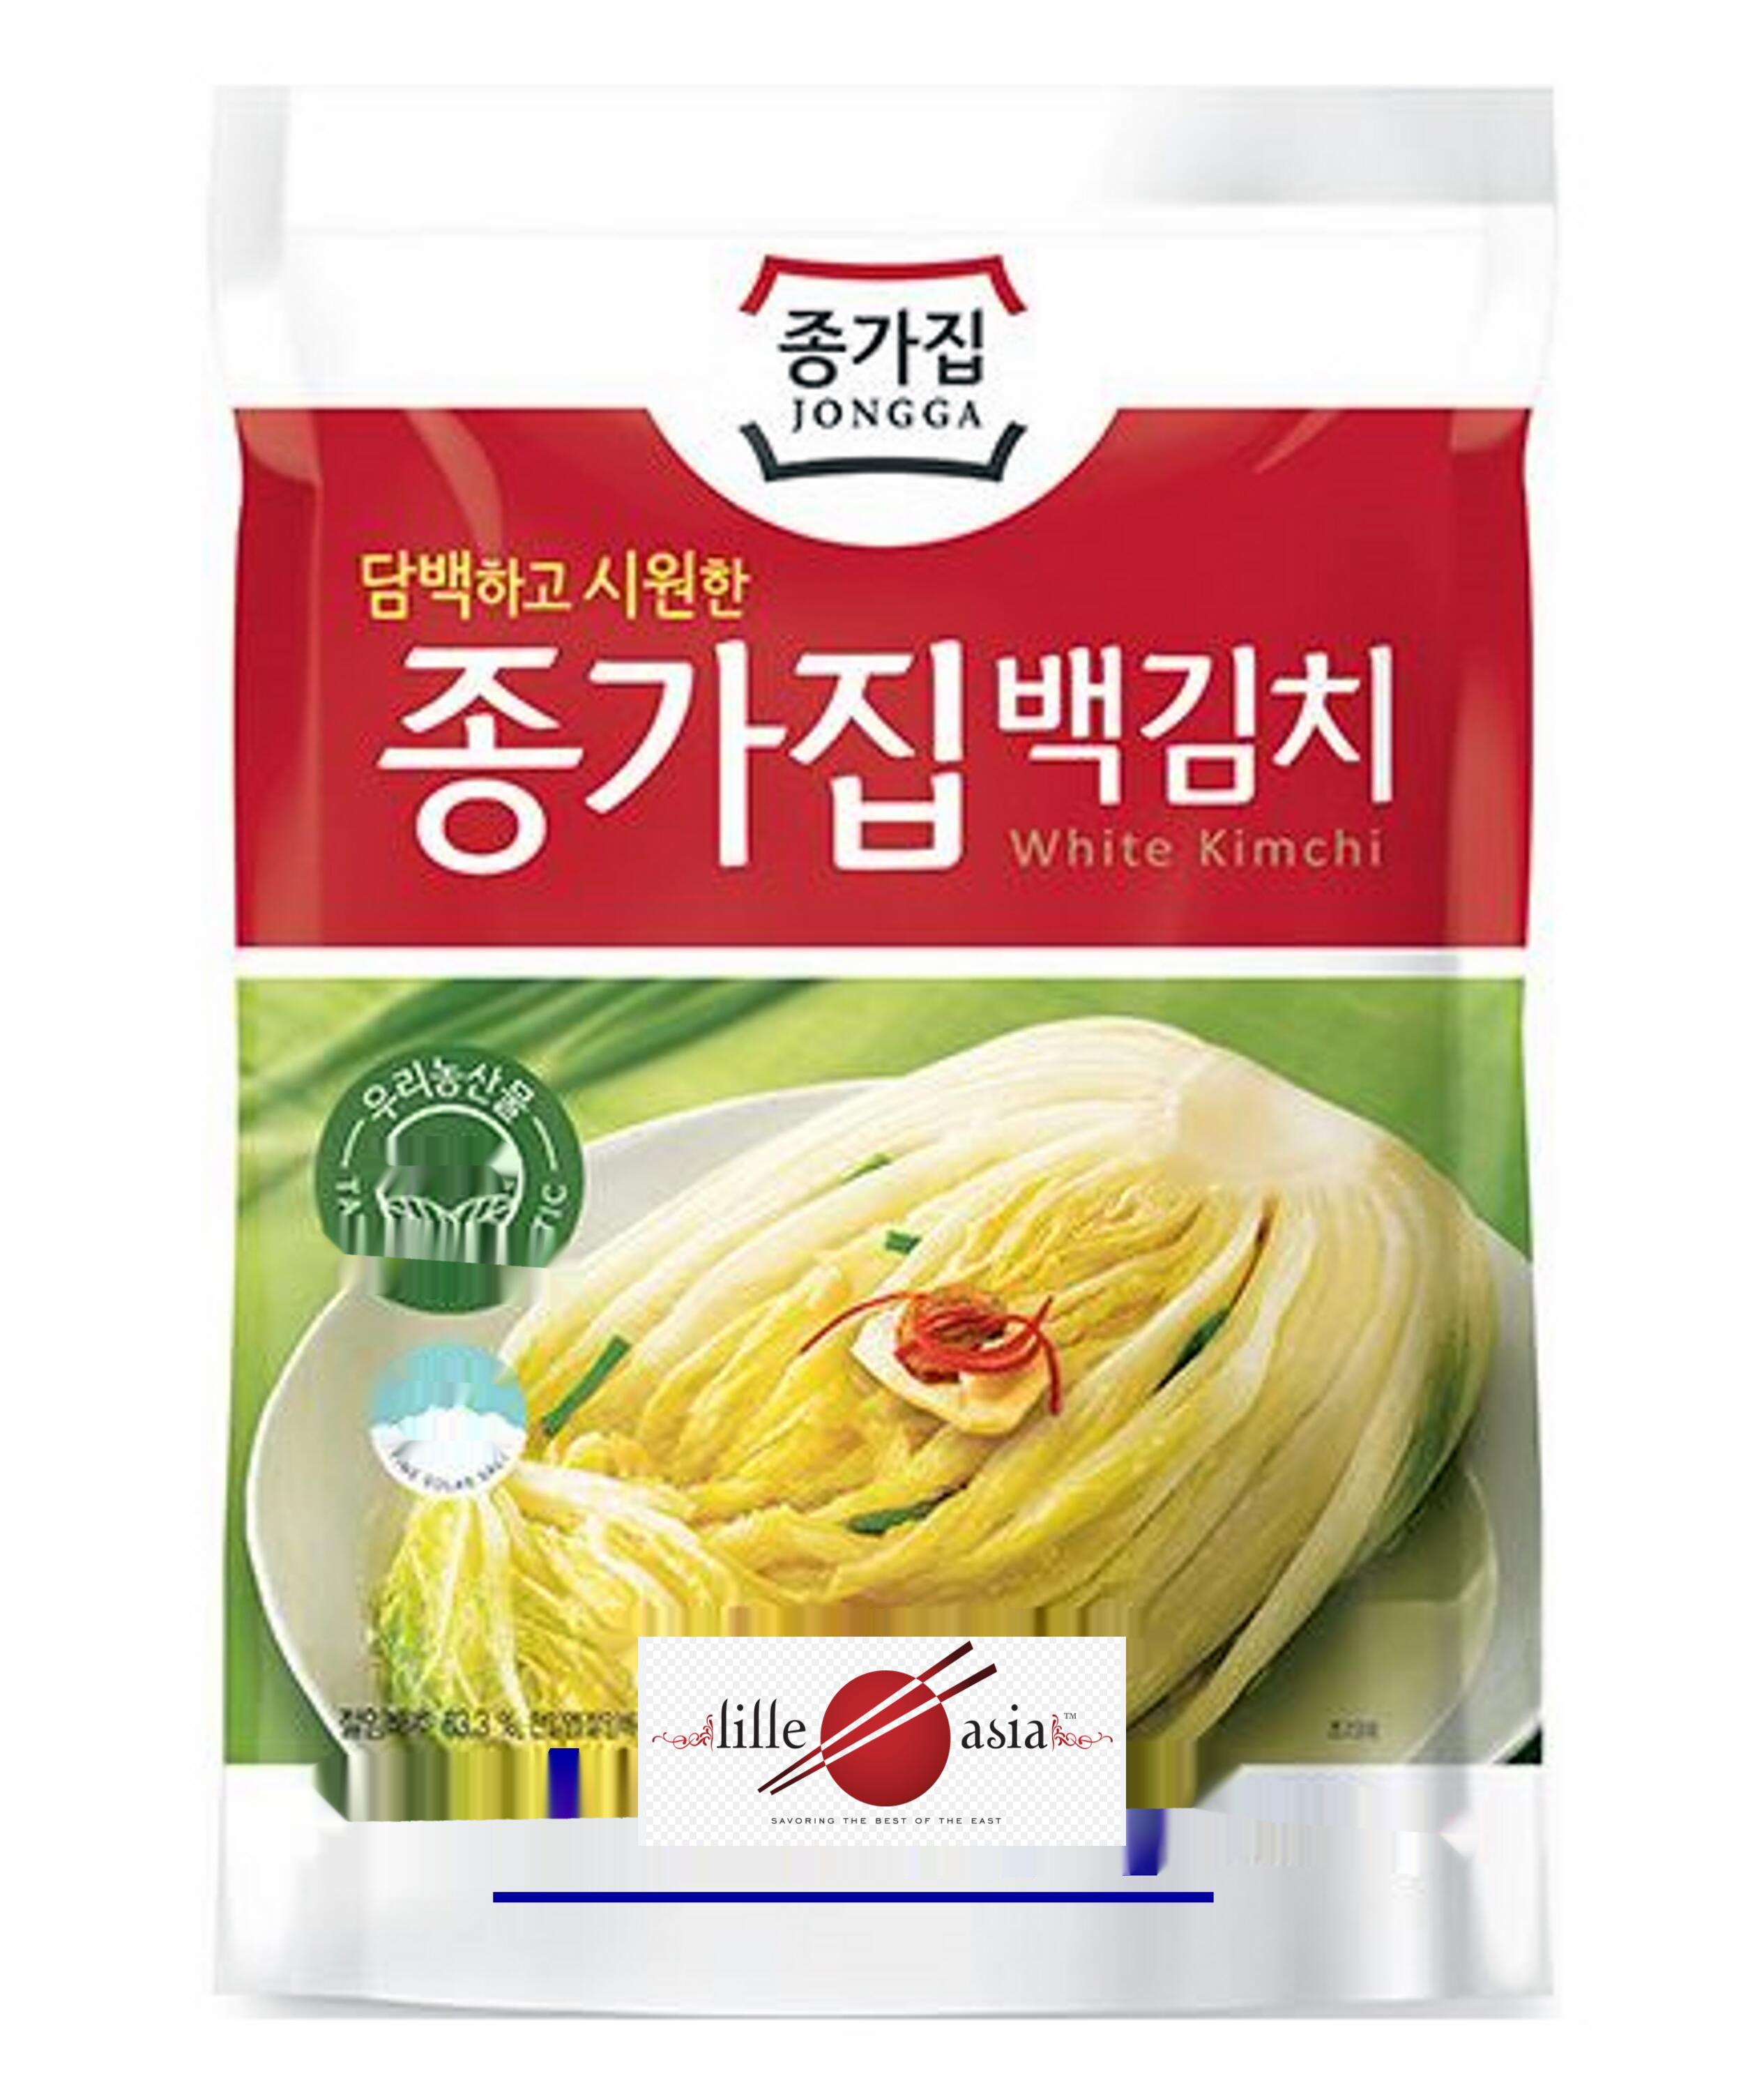 종가집
JONGGA
담백하고 시원한
종가집 백김치
White Kimchi
우리농산물
lille asia™
SAVORING THE BEST OF THE EAST